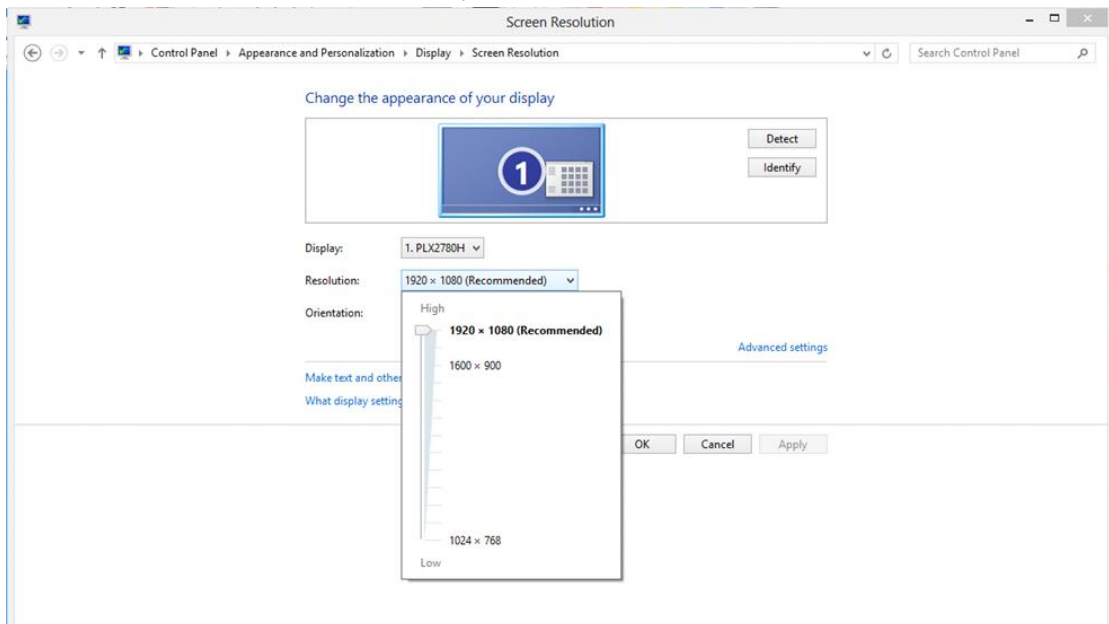 Screen Resolution
Control Panel Appearance and Personalization Display Screen Resolution
Search Control Panel
Change the appearance of your display
1
Detect
Identify
Display: 1. PLX2780H
Resolution: 1920 × 1080 (Recommended)
Orientation:
High
1920 × 1080 (Recommended)
Advanced settings
1600 × 900
Make text and other
What display setting
OK Cancel Apply
1024 × 768
Low